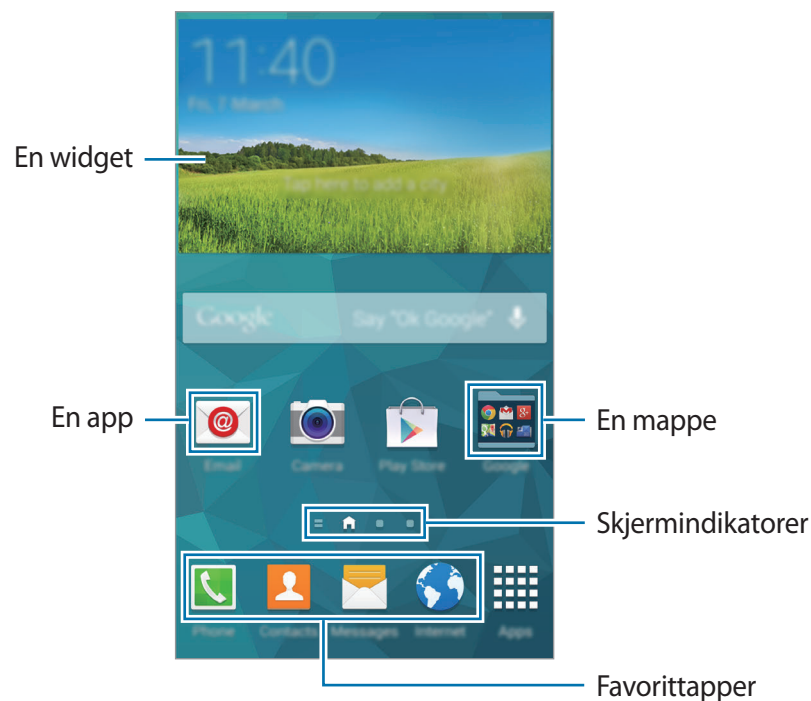 11:40
Fri, 7 March
En widget
Tap here to add a city
Google
Say "Ok Google"
En app
En mappe
Email
Camera
Play Store
Google
Skjermindikatorer
Phone
Contacts
Messages
Internet
Apps
Favorittapper